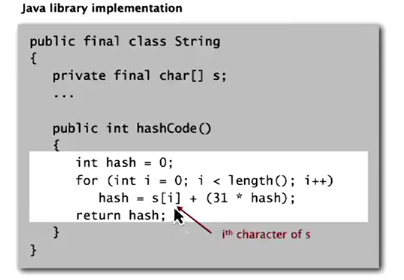 Java library implementation
public final class String
{
private final char[] s;
...
public int hashCode()
{
int hash = 0;
for (int i = 0; i < length(); i++)
hash = s[i] + (31 * hash);
return hash;
ith character of s
}
}